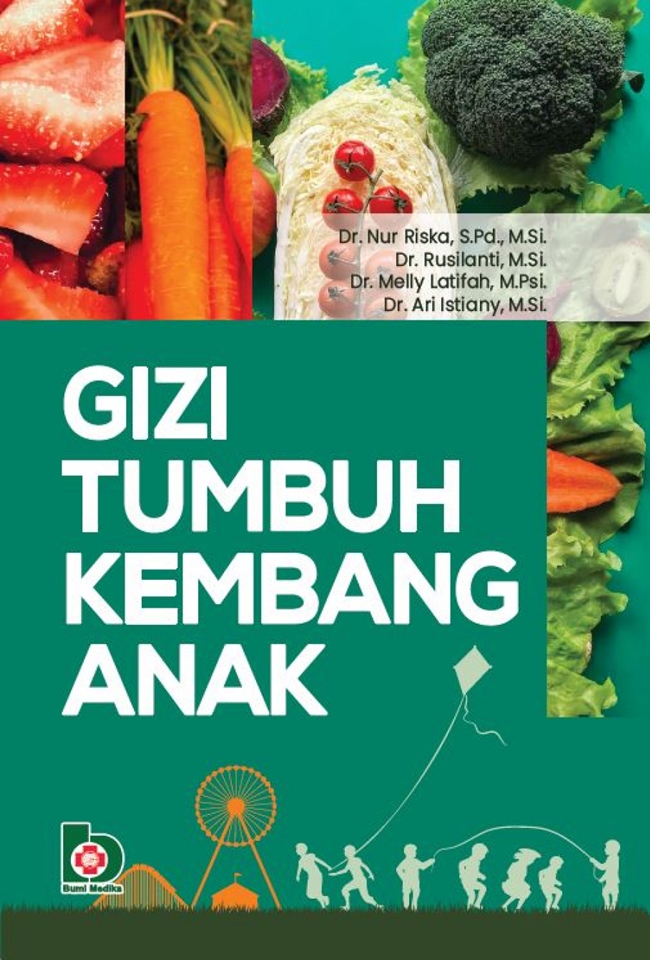 Dr. Nur Riska, S.Pd., M.Si.
Dr. Rusilanti, M.Si.
Dr. Melly Latifah, M.Psi.
Dr. Ari Istiany, M.Si.
GIZI
TUMBUH
KEMBANG
ANAK
Bumi Medika